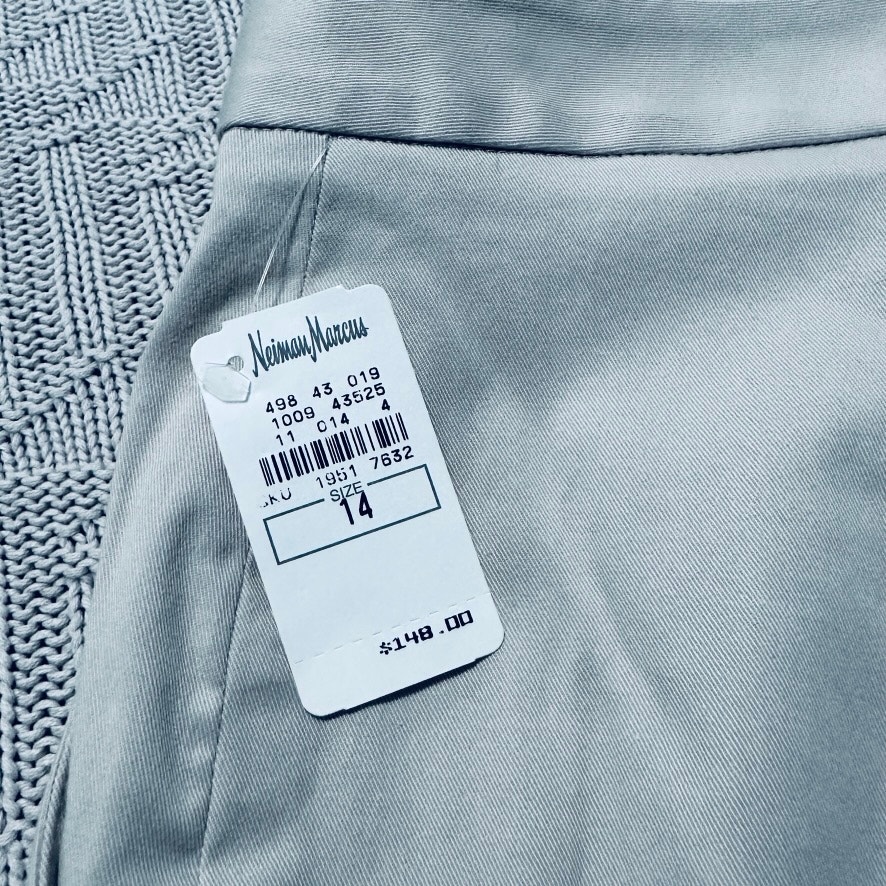 Neiman Marcus
498 43 019
1009 43525
11 014 4
SKU 1951 7632
SIZE
14
$148.00